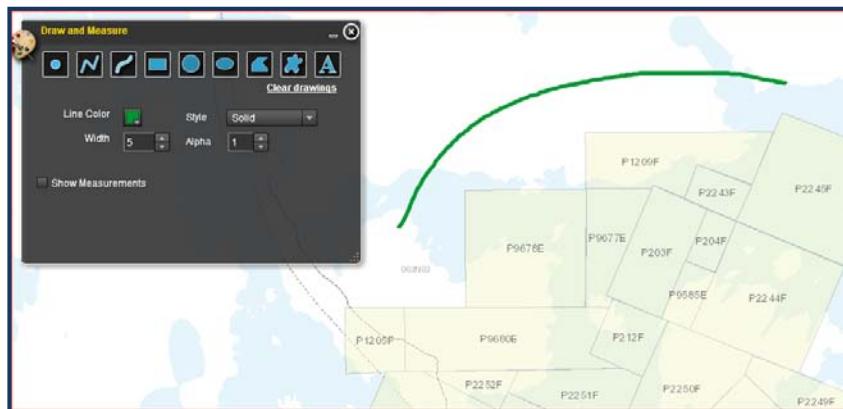 Draw and Measure
A
Clear drawings
Line Color
Style
Solid
Width
5
Alpha
1
Show Measurements
P1209F
P2243F
P2245F
P9678E
P9677E
P203F
P204F
P9585E
P2244F
P1205F
P9680E
P212F
P2252F
P2251F
P2250F
P2249F